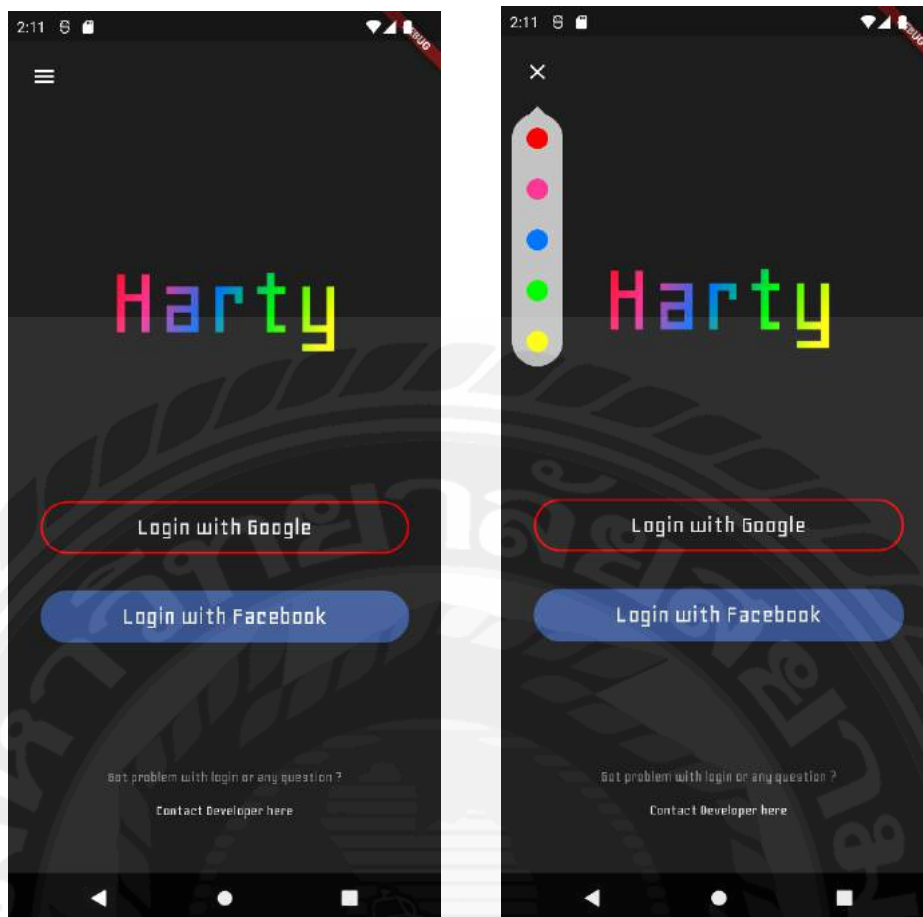 2:11
DEBUG
Harty
Login with Google
Login with Facebook
Got problem with login or any question ?
Contact Developer here
2:11
DEBUG
Harty
Login with Google
Login with Facebook
Got problem with login or any question ?
Contact Developer here